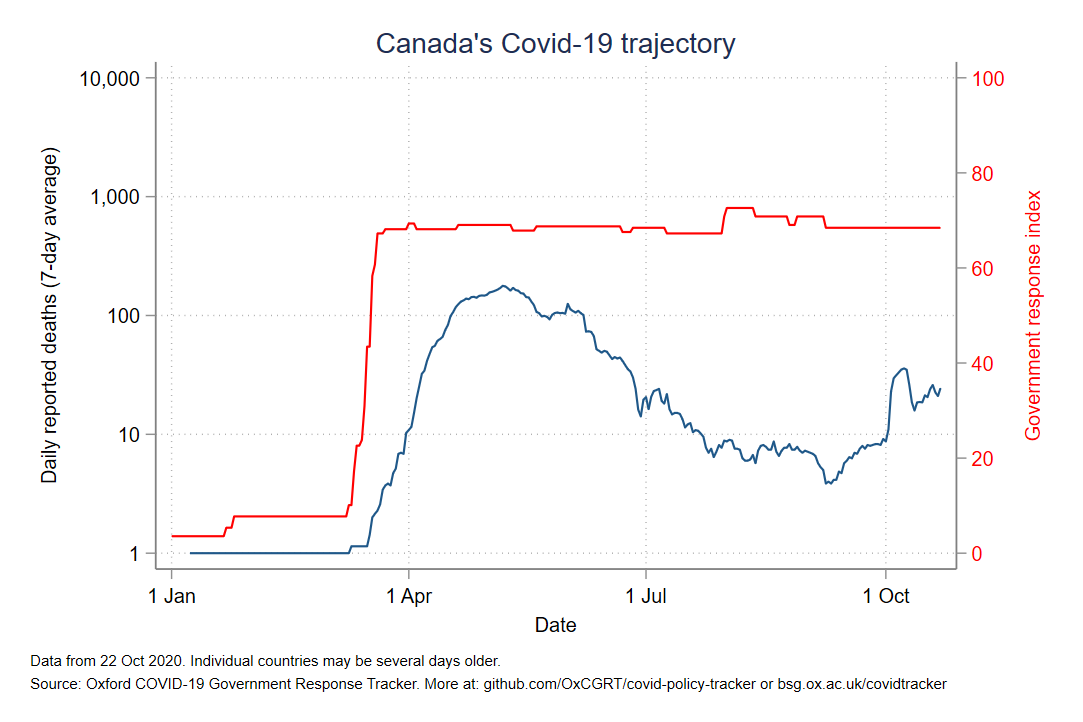 Canada's Covid-19 trajectory
Daily reported deaths (7-day average)
10,000
1,000
100
10
1
100
80
60
40
20
0
Government response index
1 Jan
1 Apr
1 Jul
1 Oct
Date
Data from 22 Oct 2020. Individual countries may be several days older.
Source: Oxford COVID-19 Government Response Tracker. More at: github.com/OxCGRT/covid-policy-tracker or bsg.ox.ac.uk/covidtracker